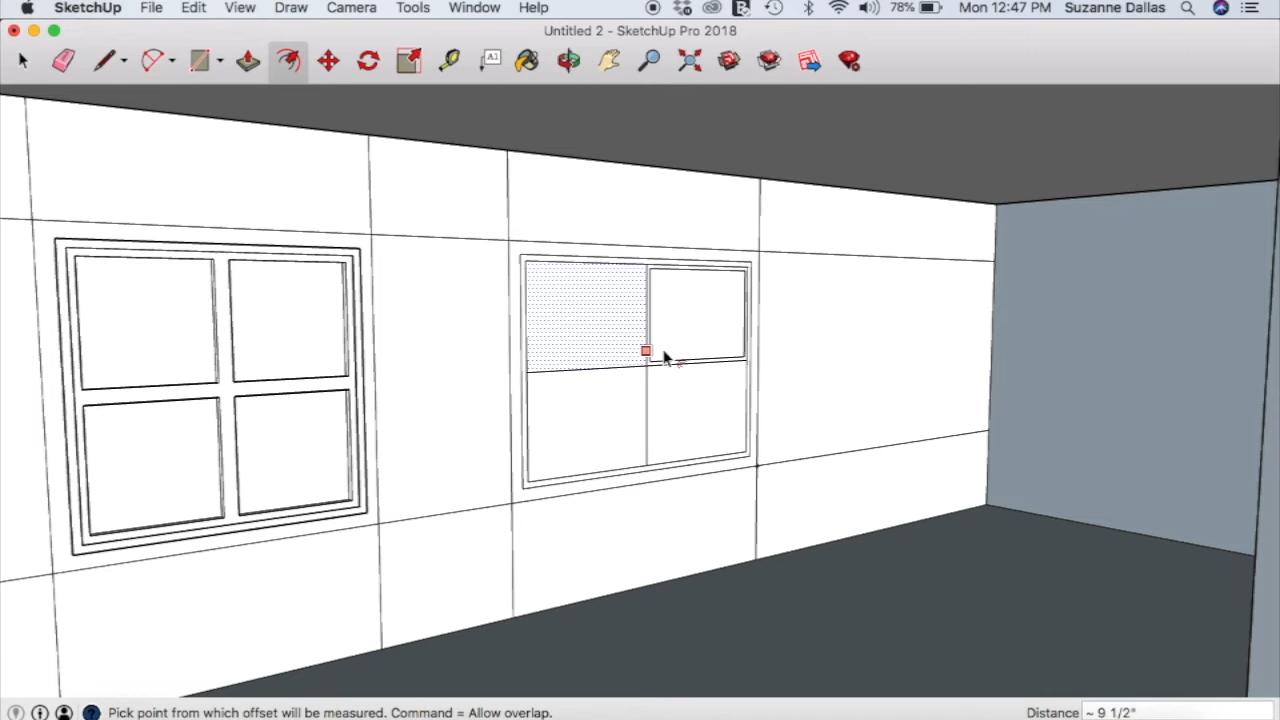 SketchUp File Edit View Draw Camera Tools Window Help 78% Mon 12:47 PM Suzanne Dallas
Untitled 2 - SketchUp Pro 2018
A1
Pick point from which offset will be measured. Command = Allow overlap. Distance ~ 9 1/2"